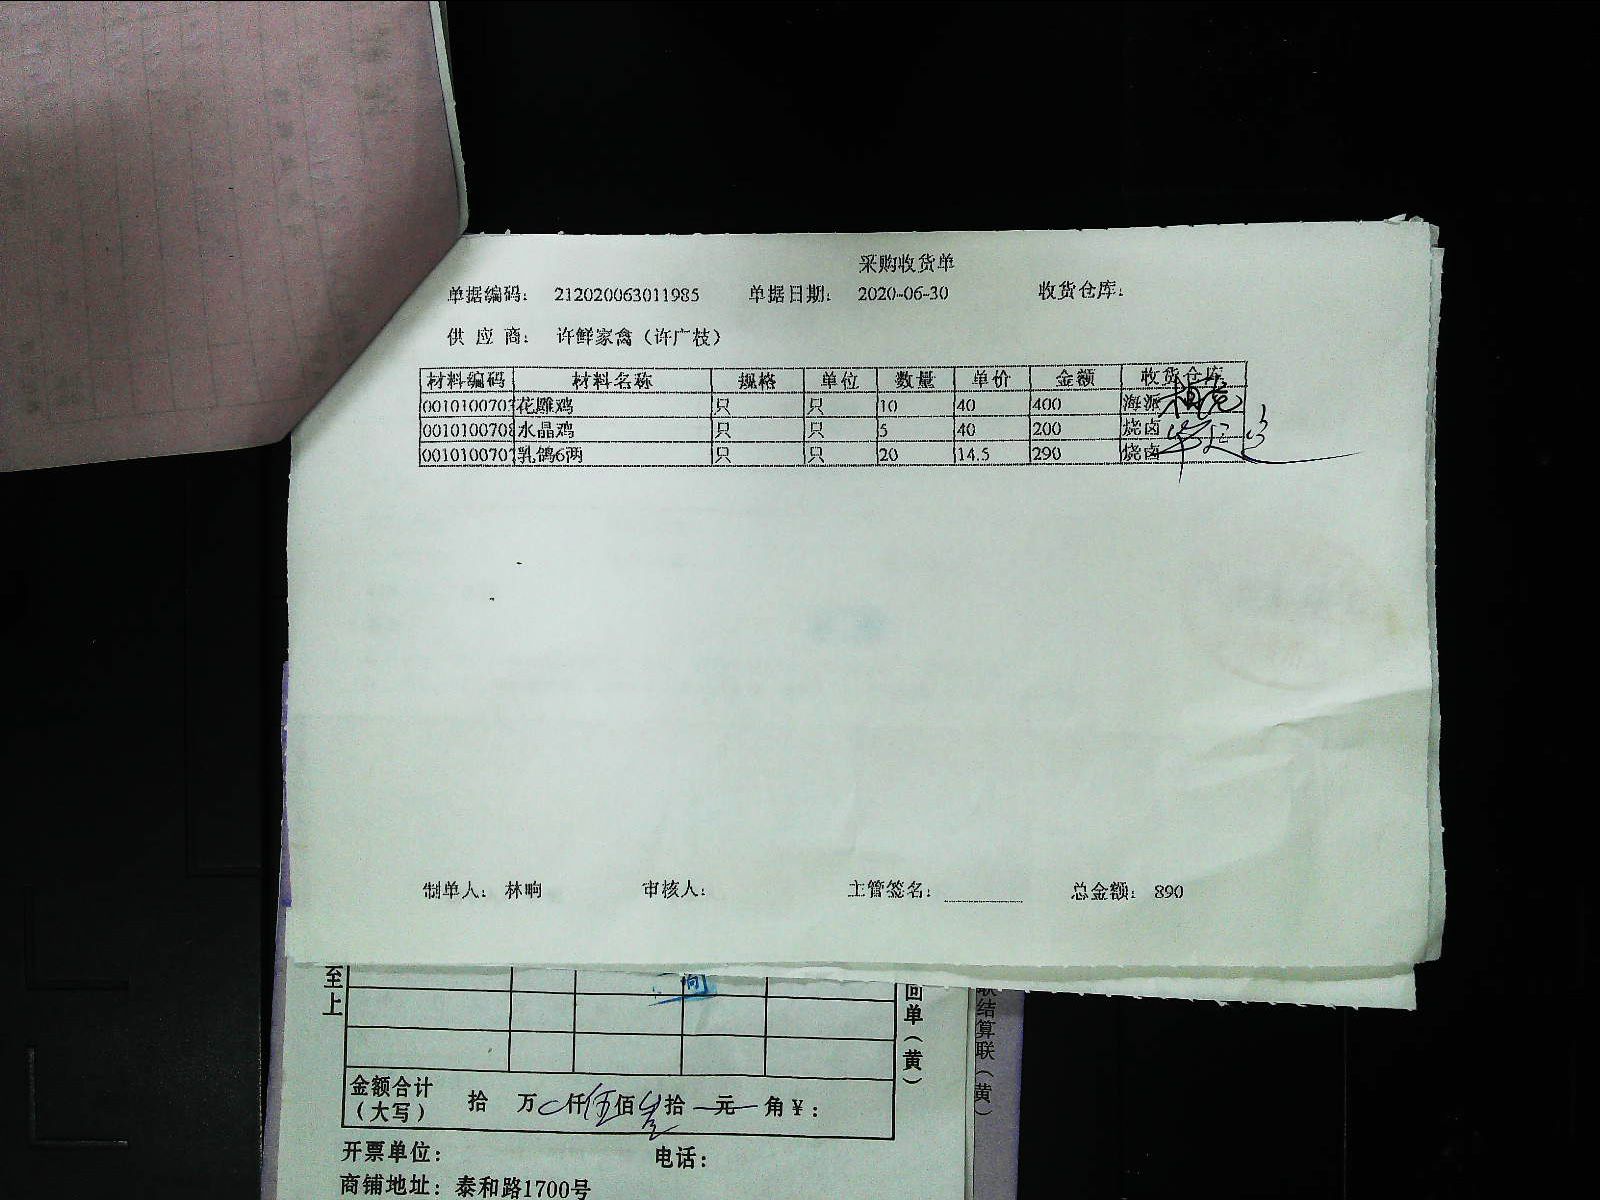 采购收货单
单据编码: 212020063011985 单据日期: 2020-06-30 收货仓库:
供 应 商: 许鲜家禽（许广枝）
材料编码 材料名称 规格 单位 数量 单价 金额 收货仓库
0010100703 花雕鸡 只 只 10 40 400 海派
0010100708 水晶鸡 只 只 5 40 200 烧卤
0010100707 乳鸽6两 只 只 20 14.5 290 烧卤
制单人: 林晌 审核人: 主管签名: 总金额: 890
至上
回单（黄）
联结算联（黄）
金额合计（大写） 拾 万 仟伍佰叁拾 元 角¥:
开票单位: 电话:
商铺地址: 泰和路1700号